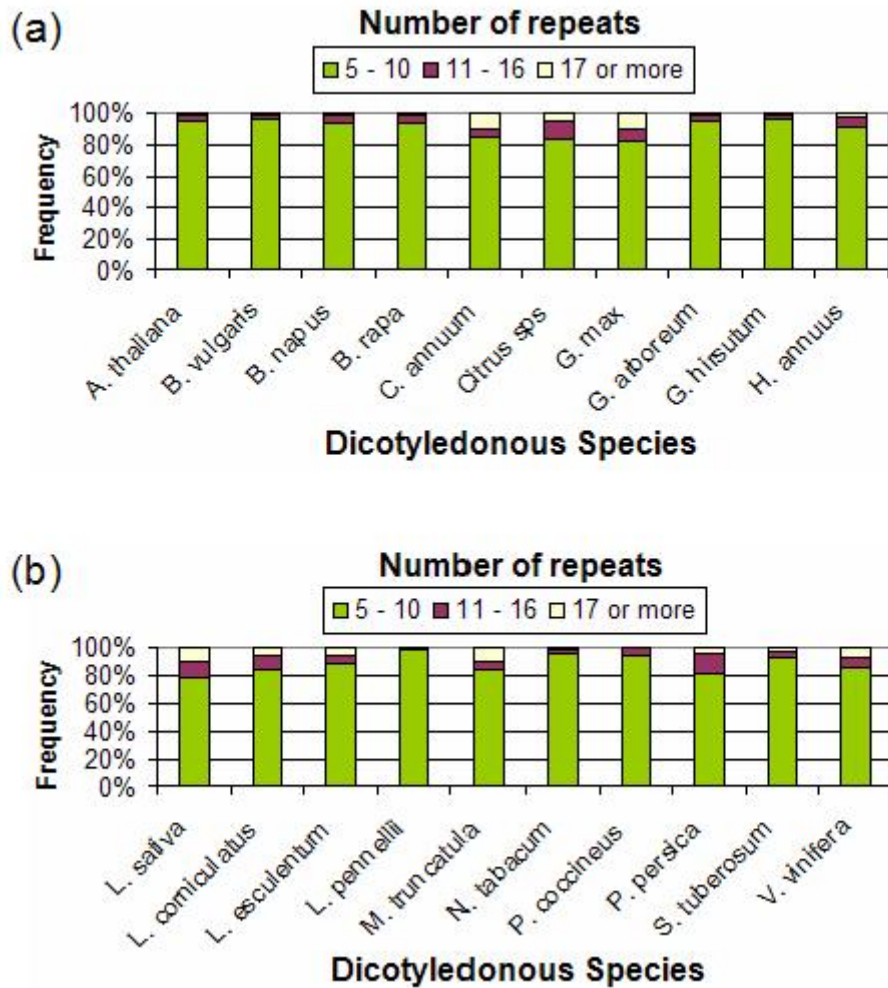 (a)
Number of repeats
5 - 10 11 - 16 17 or more
Frequency
100%
80%
60%
40%
20%
0%
A. thaliana
B. vulgaris
B. napus
B. rapa
C. annuum
Citrus sps
G. max
G. arboreum
G. hirsutum
H. annuus
Dicotyledonous Species
(b)
Number of repeats
5 - 10 11 - 16 17 or more
Frequency
100%
80%
60%
40%
20%
0%
L. sativa
L. corniculatus
L. esculentum
L. pennellii
M. truncatula
N. tabacum
P. coccineus
P. persica
S. tuberosum
V. vinifera
Dicotyledonous Species